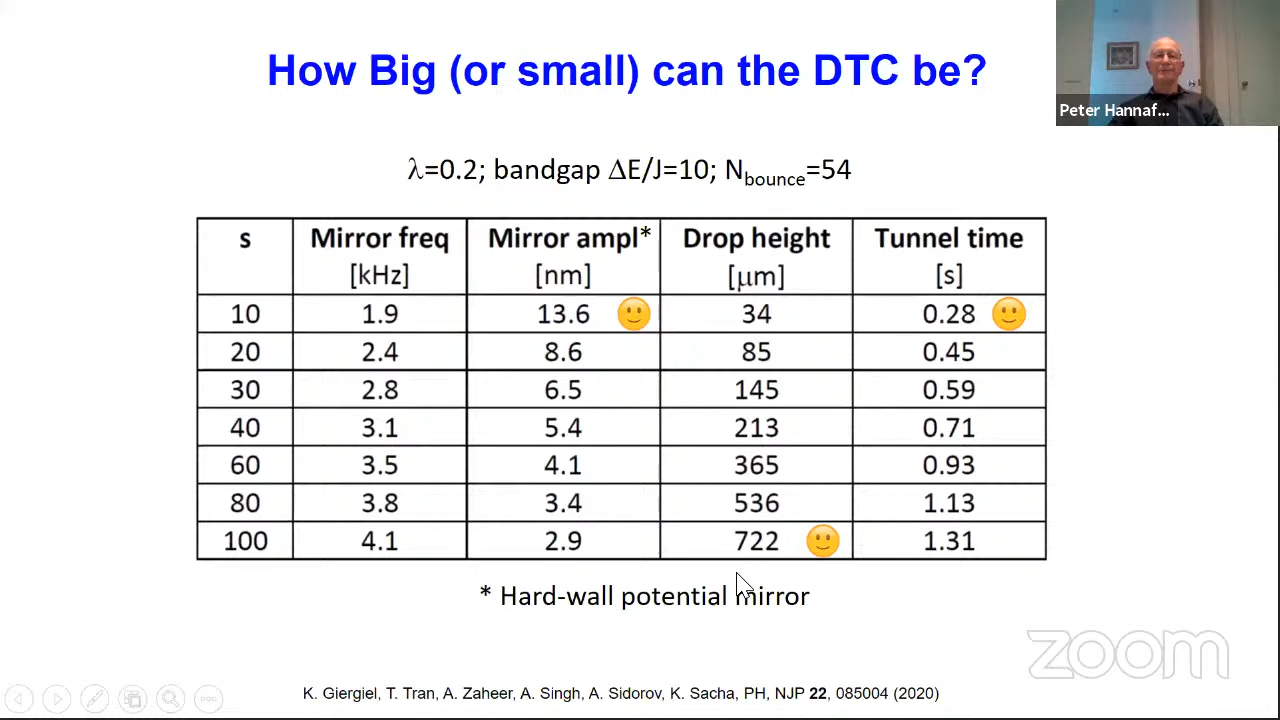 How Big (or small) can the DTC be?
Peter Hannaf...
λ=0.2; bandgap ΔE/J=10; Nbounce=54
s Mirror freq [kHz] Mirror ampl* [nm] Drop height [μm] Tunnel time [s]
10 1.9 13.6 34 0.28
20 2.4 8.6 85 0.45
30 2.8 6.5 145 0.59
40 3.1 5.4 213 0.71
60 3.5 4.1 365 0.93
80 3.8 3.4 536 1.13
100 4.1 2.9 722 1.31
* Hard-wall potential mirror
zoom
K. Giergiel, T. Tran, A. Zaheer, A. Singh, A. Sidorov, K. Sacha, PH, NJP 22, 085004 (2020)